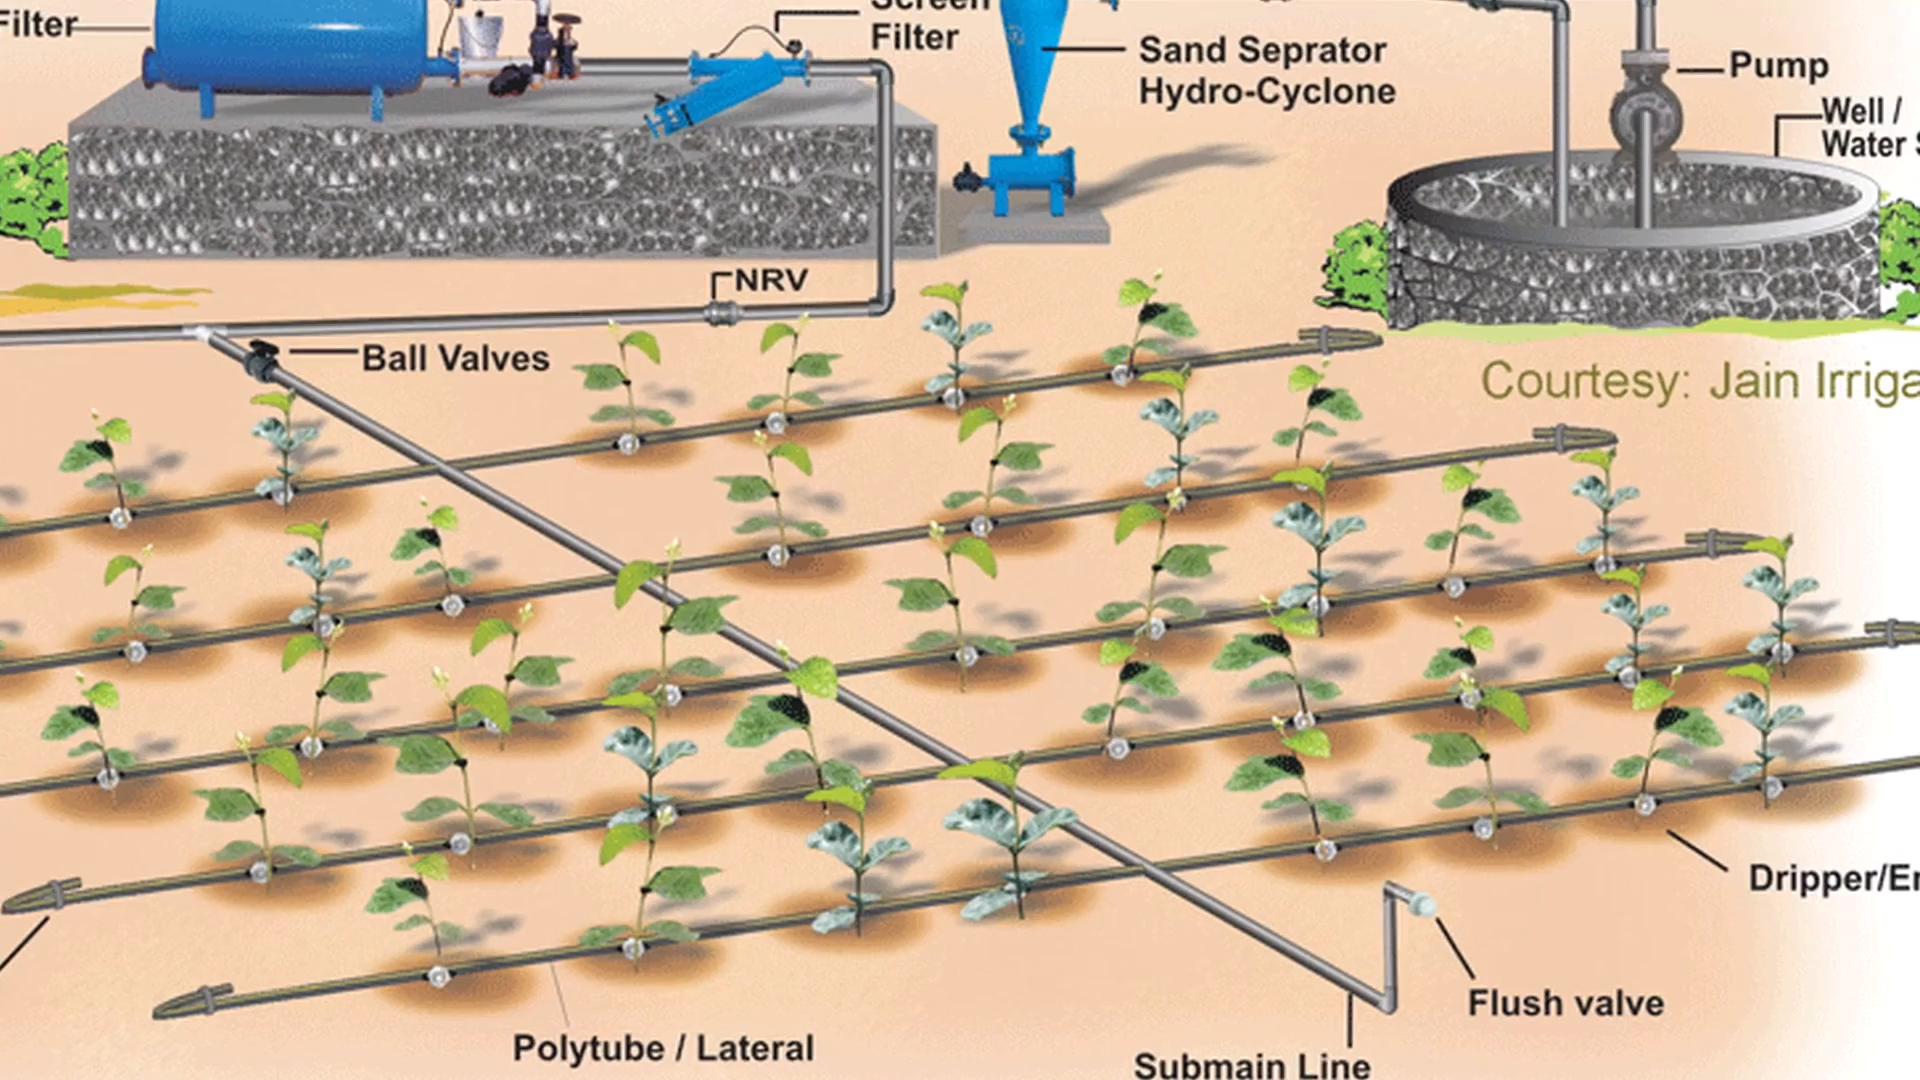 Filter
Screen
Filter
Sand Seprator
Hydro-Cyclone
Pump
Well /
Water
NRV
Ball Valves
Courtesy: Jain
Dripper/
Flush valve
Polytube / Lateral
Submain Line